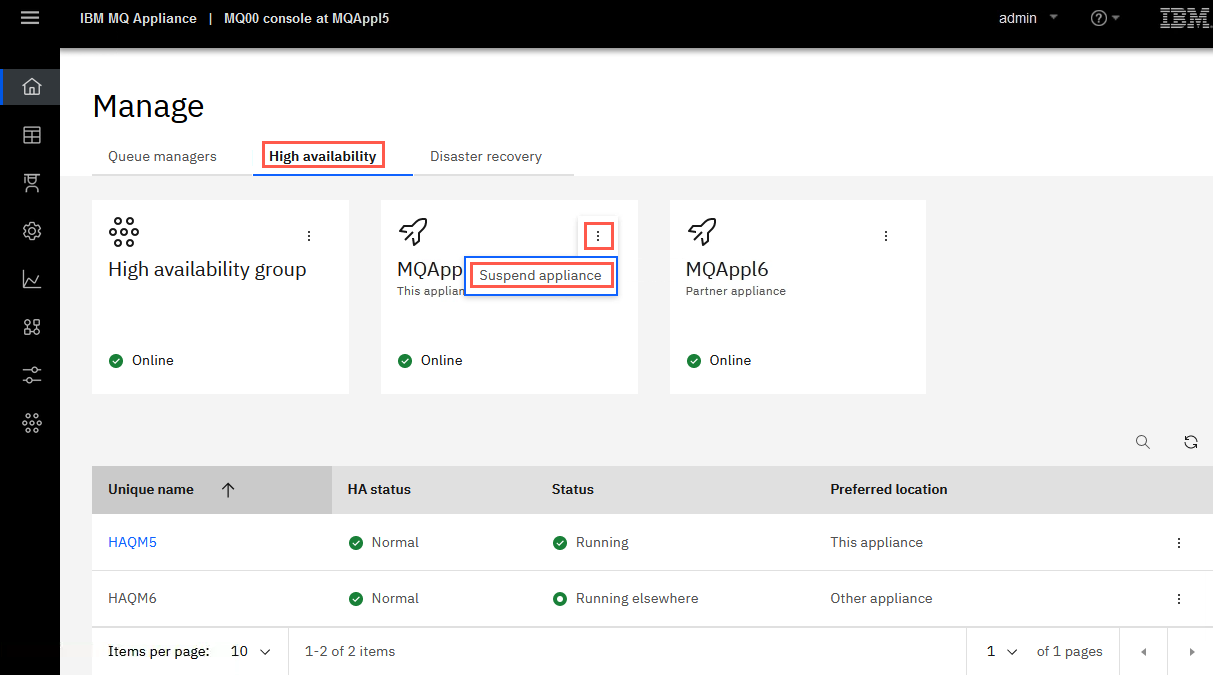 IBM MQ Appliance | MQ00 console at MQAppl5
admin
IBM
Manage
Queue managers
High availability
Disaster recovery
High availability group
Online
MQApp
Suspend appliance
This applian
Online
MQAppl6
Partner appliance
Online
Unique name HA status Status Preferred location
HAQM5 Normal Running This appliance
HAQM6 Normal Running elsewhere Other appliance
Items per page: 10 1-2 of 2 items 1 of 1 pages